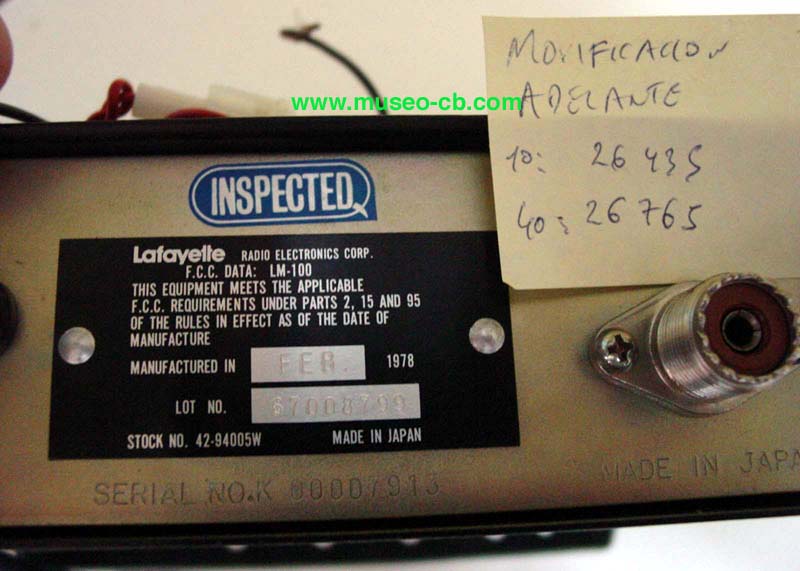 MODIFICACION
ADELANTE
10: 26 435
40: 26 765
www.museo-cb.com
INSPECTED
Lafayette RADIO ELECTRONICS CORP.
F.C.C. DATA: LM-100
THIS EQUIPMENT MEETS THE APPLICABLE
F.C.C. REQUIREMENTS UNDER PARTS 2, 15 AND 95
OF THE RULES IN EFFECT AS OF THE DATE OF
MANUFACTURE
MANUFACTURED IN FEB. 1978
LOT NO. 67008799
STOCK NO. 42-94005W MADE IN JAPAN
SERIAL NO.K 00007913
MADE IN JAPA